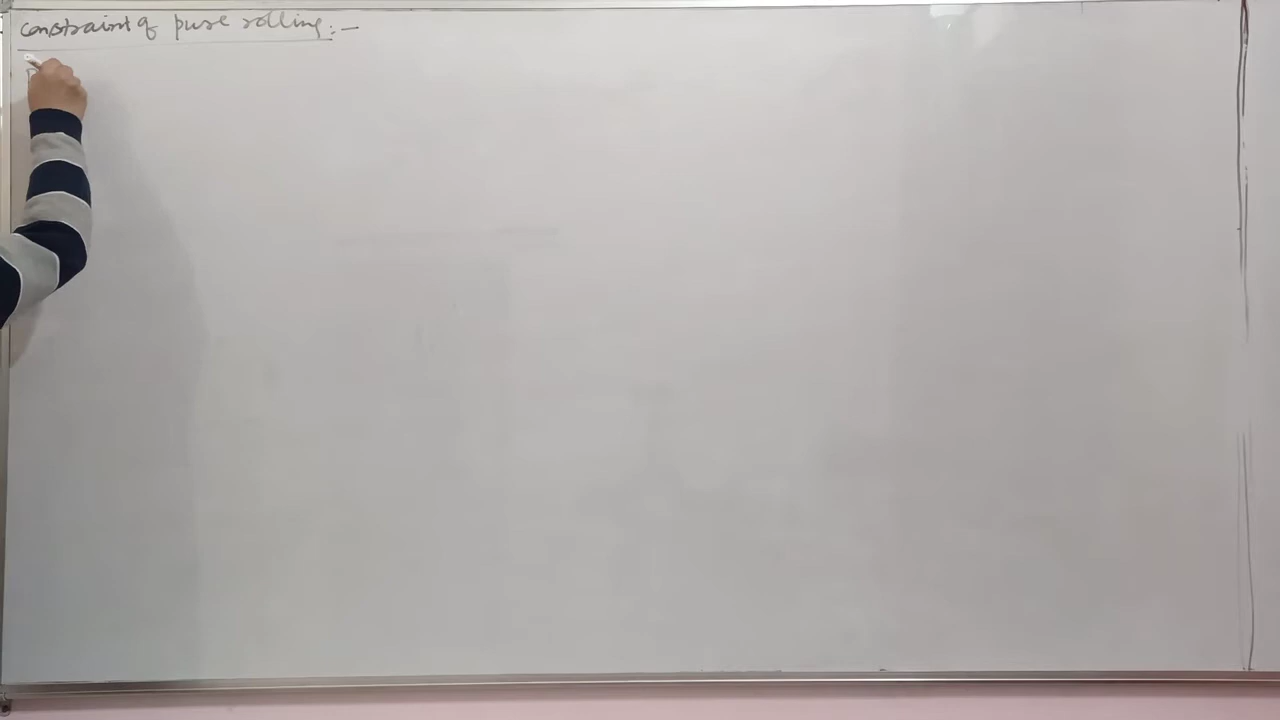 constraint of pure rolling :-